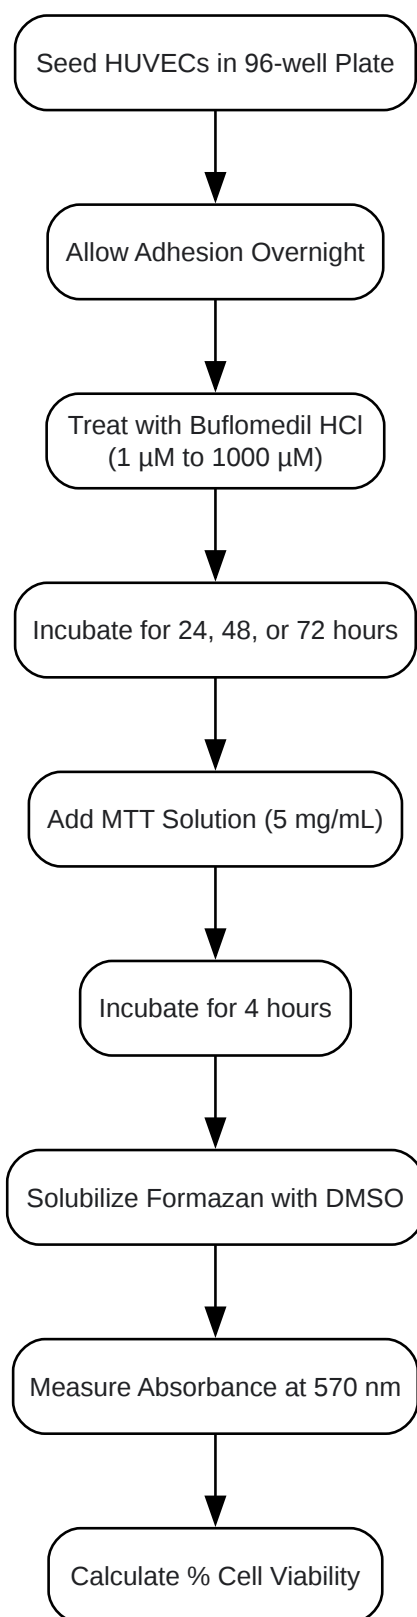 Seed HUVECs in 96-well Plate
Allow Adhesion Overnight
Treat with Buflomedil HCl
(1 µM to 1000 µM)
Incubate for 24, 48, or 72 hours
Add MTT Solution (5 mg/mL)
Incubate for 4 hours
Solubilize Formazan with DMSO
Measure Absorbance at 570 nm
Calculate % Cell Viability